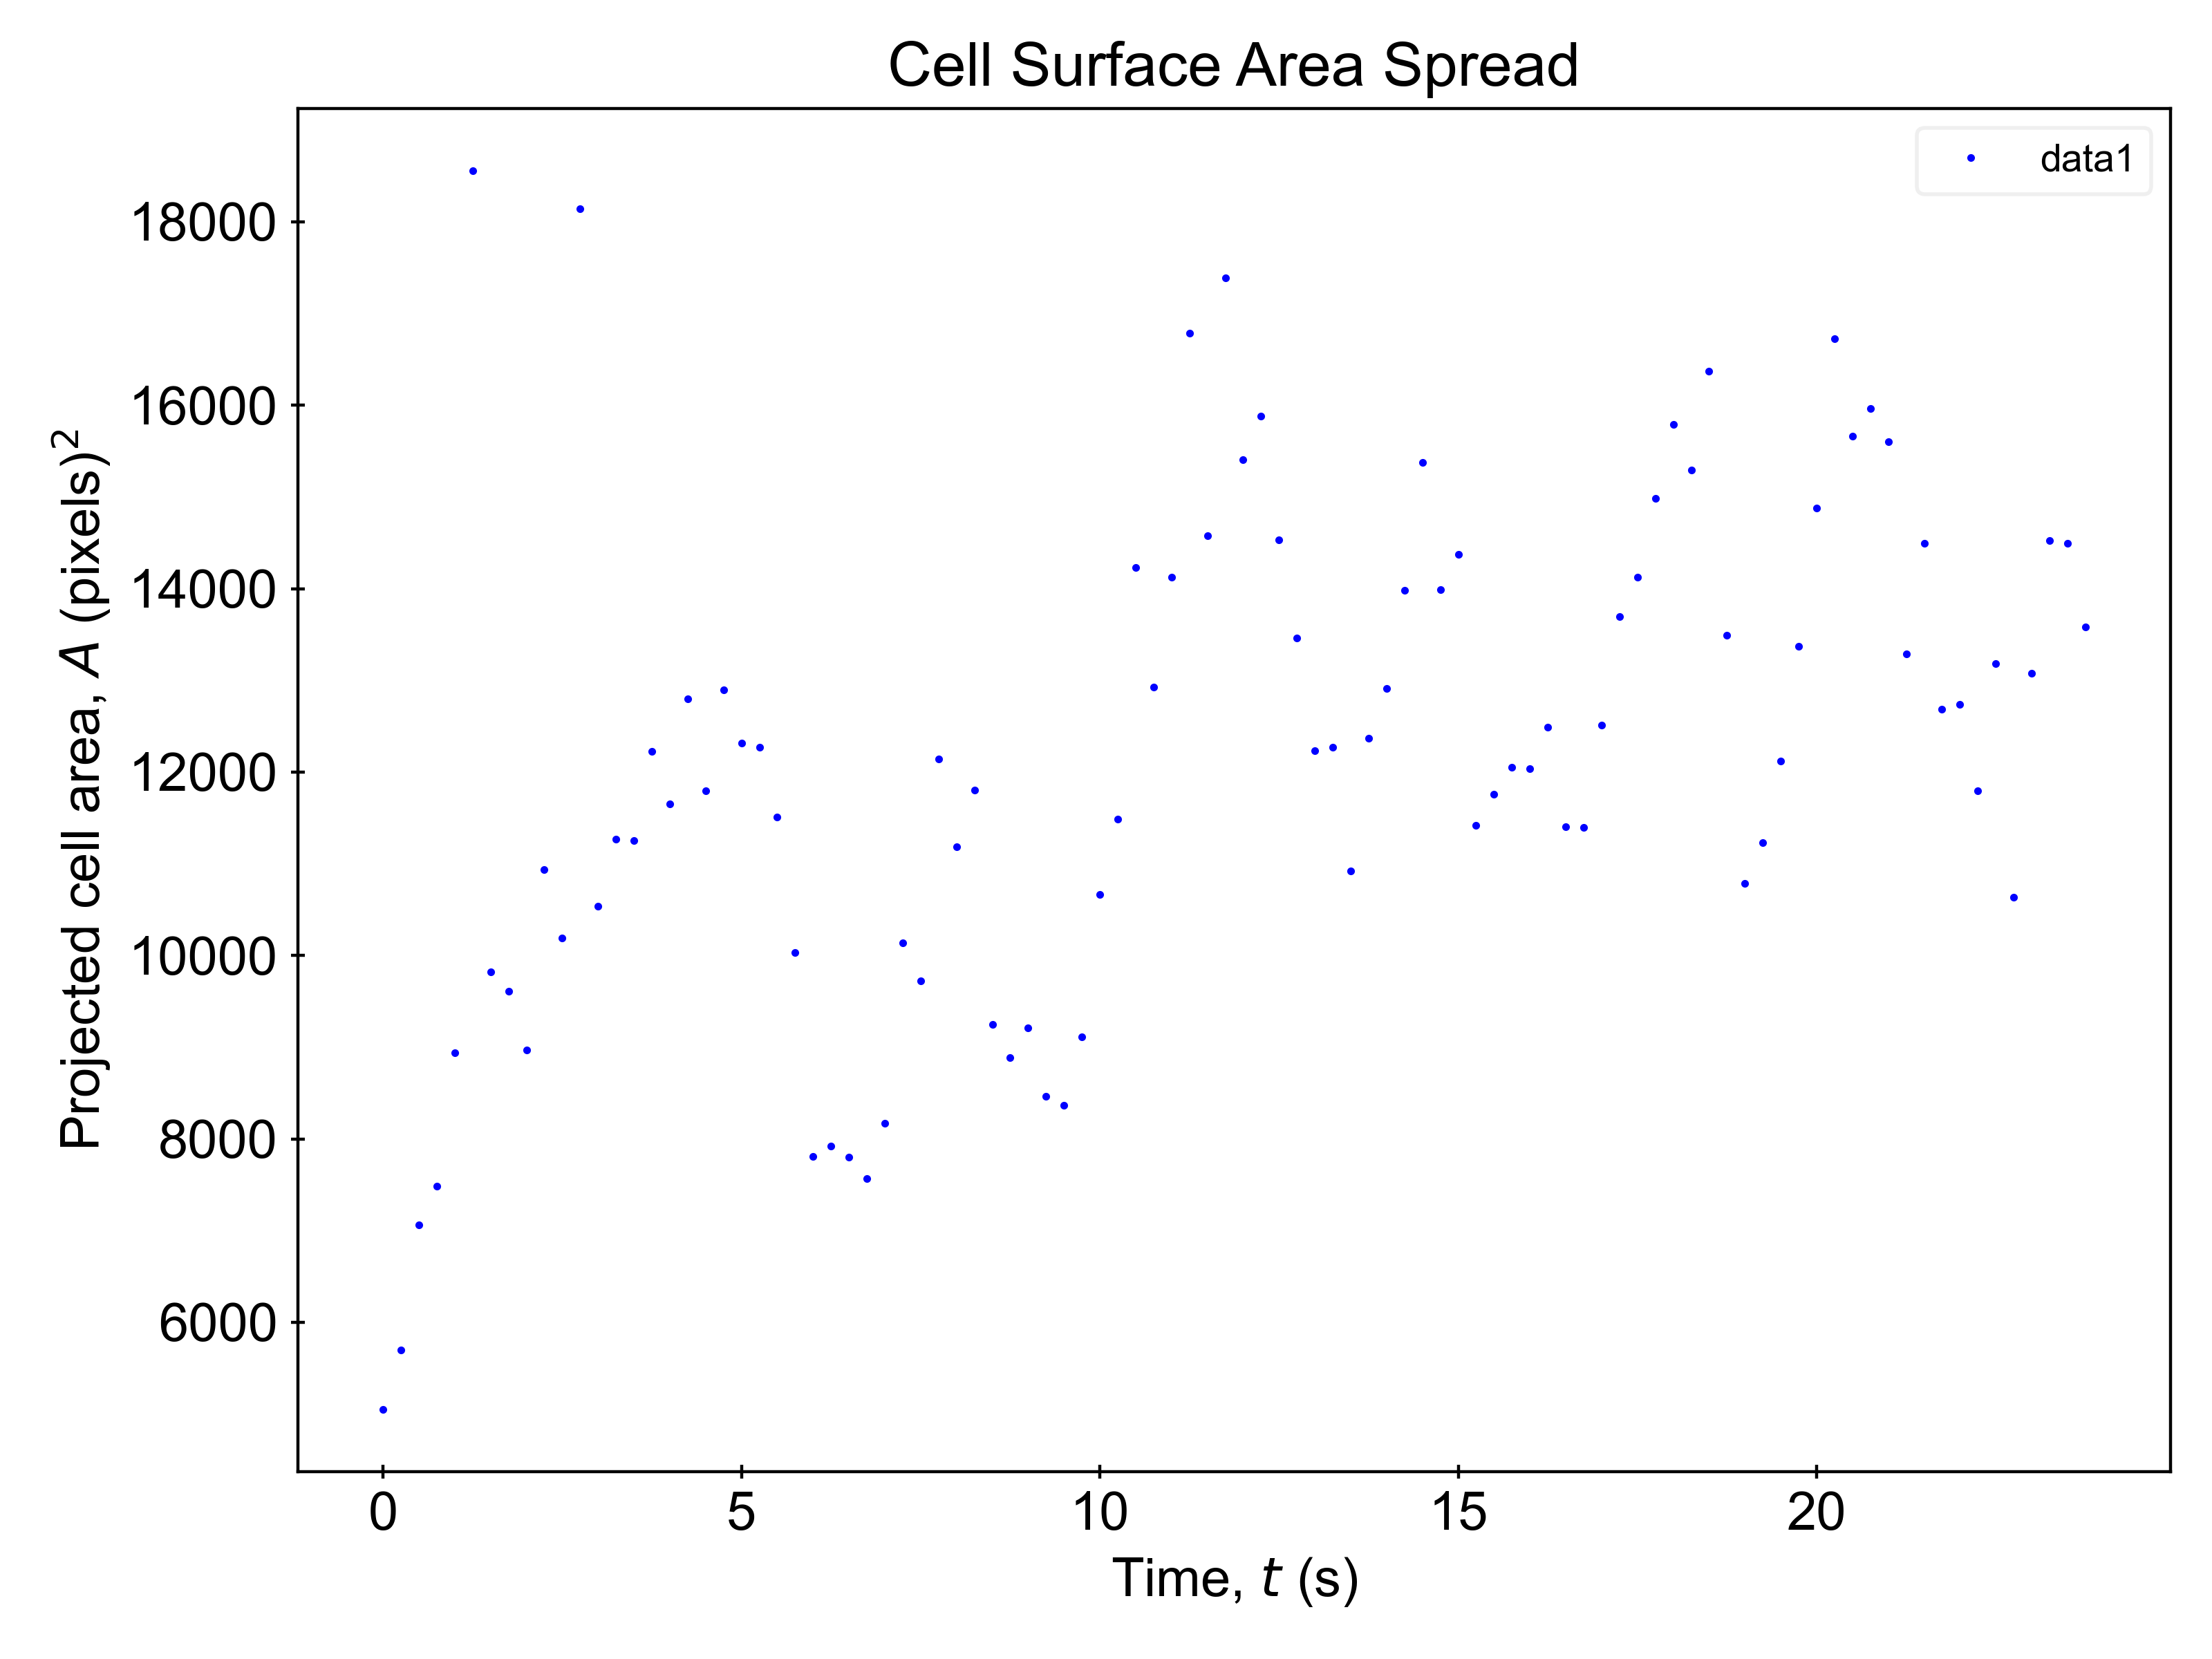 Cell Surface Area Spread
data1
18000
16000
14000
12000
10000
8000
6000
Projected cell area, A (pixels)²
0 5 10 15 20
Time, t (s)